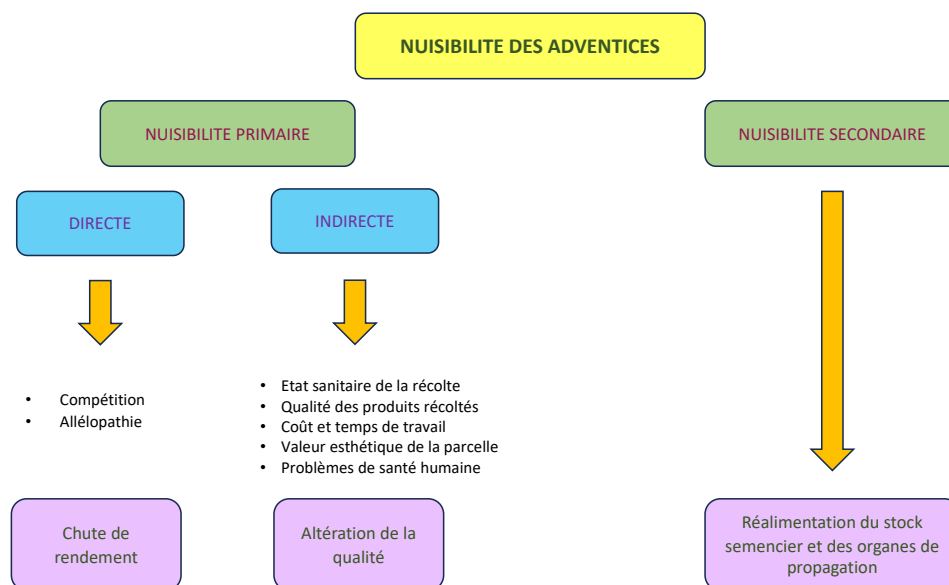 NUISIBILITE DES ADVENTICES
NUISIBILITE PRIMAIRE
NUISIBILITE SECONDAIRE
DIRECTE
INDIRECTE
• Compétition
• Allélopathie
• Etat sanitaire de la récolte
• Qualité des produits récoltés
• Coût et temps de travail
• Valeur esthétique de la parcelle
• Problèmes de santé humaine
Chute de
rendement
Altération de la
qualité
Réalimentation du stock
semencier et des organes de
propagation